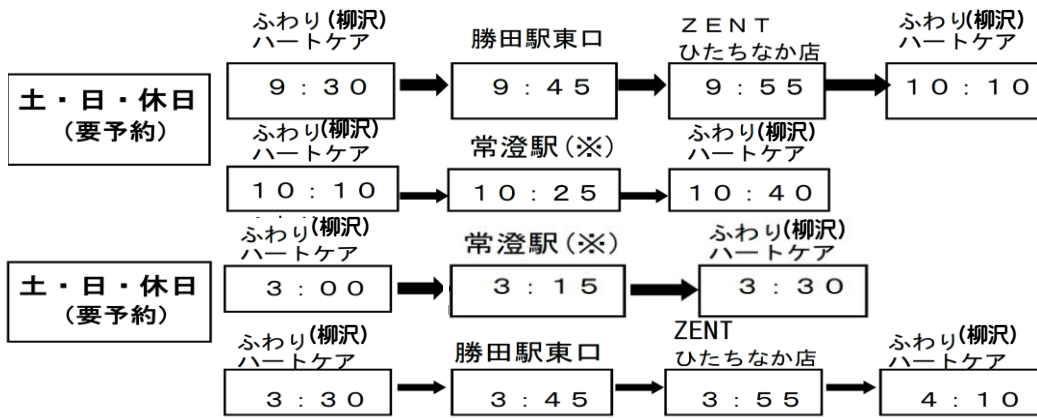 ふわり(柳沢)
ハートケア
勝田駅東口
ＺＥＮＴ
ひたちなか店
ふわり(柳沢)
ハートケア
土・日・休日
(要予約)
９：３０
９：４５
９：５５
１０：１０
ふわり(柳沢)
ハートケア
常澄駅(※)
ふわり(柳沢)
ハートケア
１０：１０
１０：２５
１０：４０
ふわり(柳沢)
ハートケア
常澄駅(※)
ふわり(柳沢)
ハートケア
土・日・休日
(要予約)
３：００
３：１５
３：３０
ふわり(柳沢)
ハートケア
勝田駅東口
ZENT
ひたちなか店
ふわり(柳沢)
ハートケア
３：３０
３：４５
３：５５
４：１０